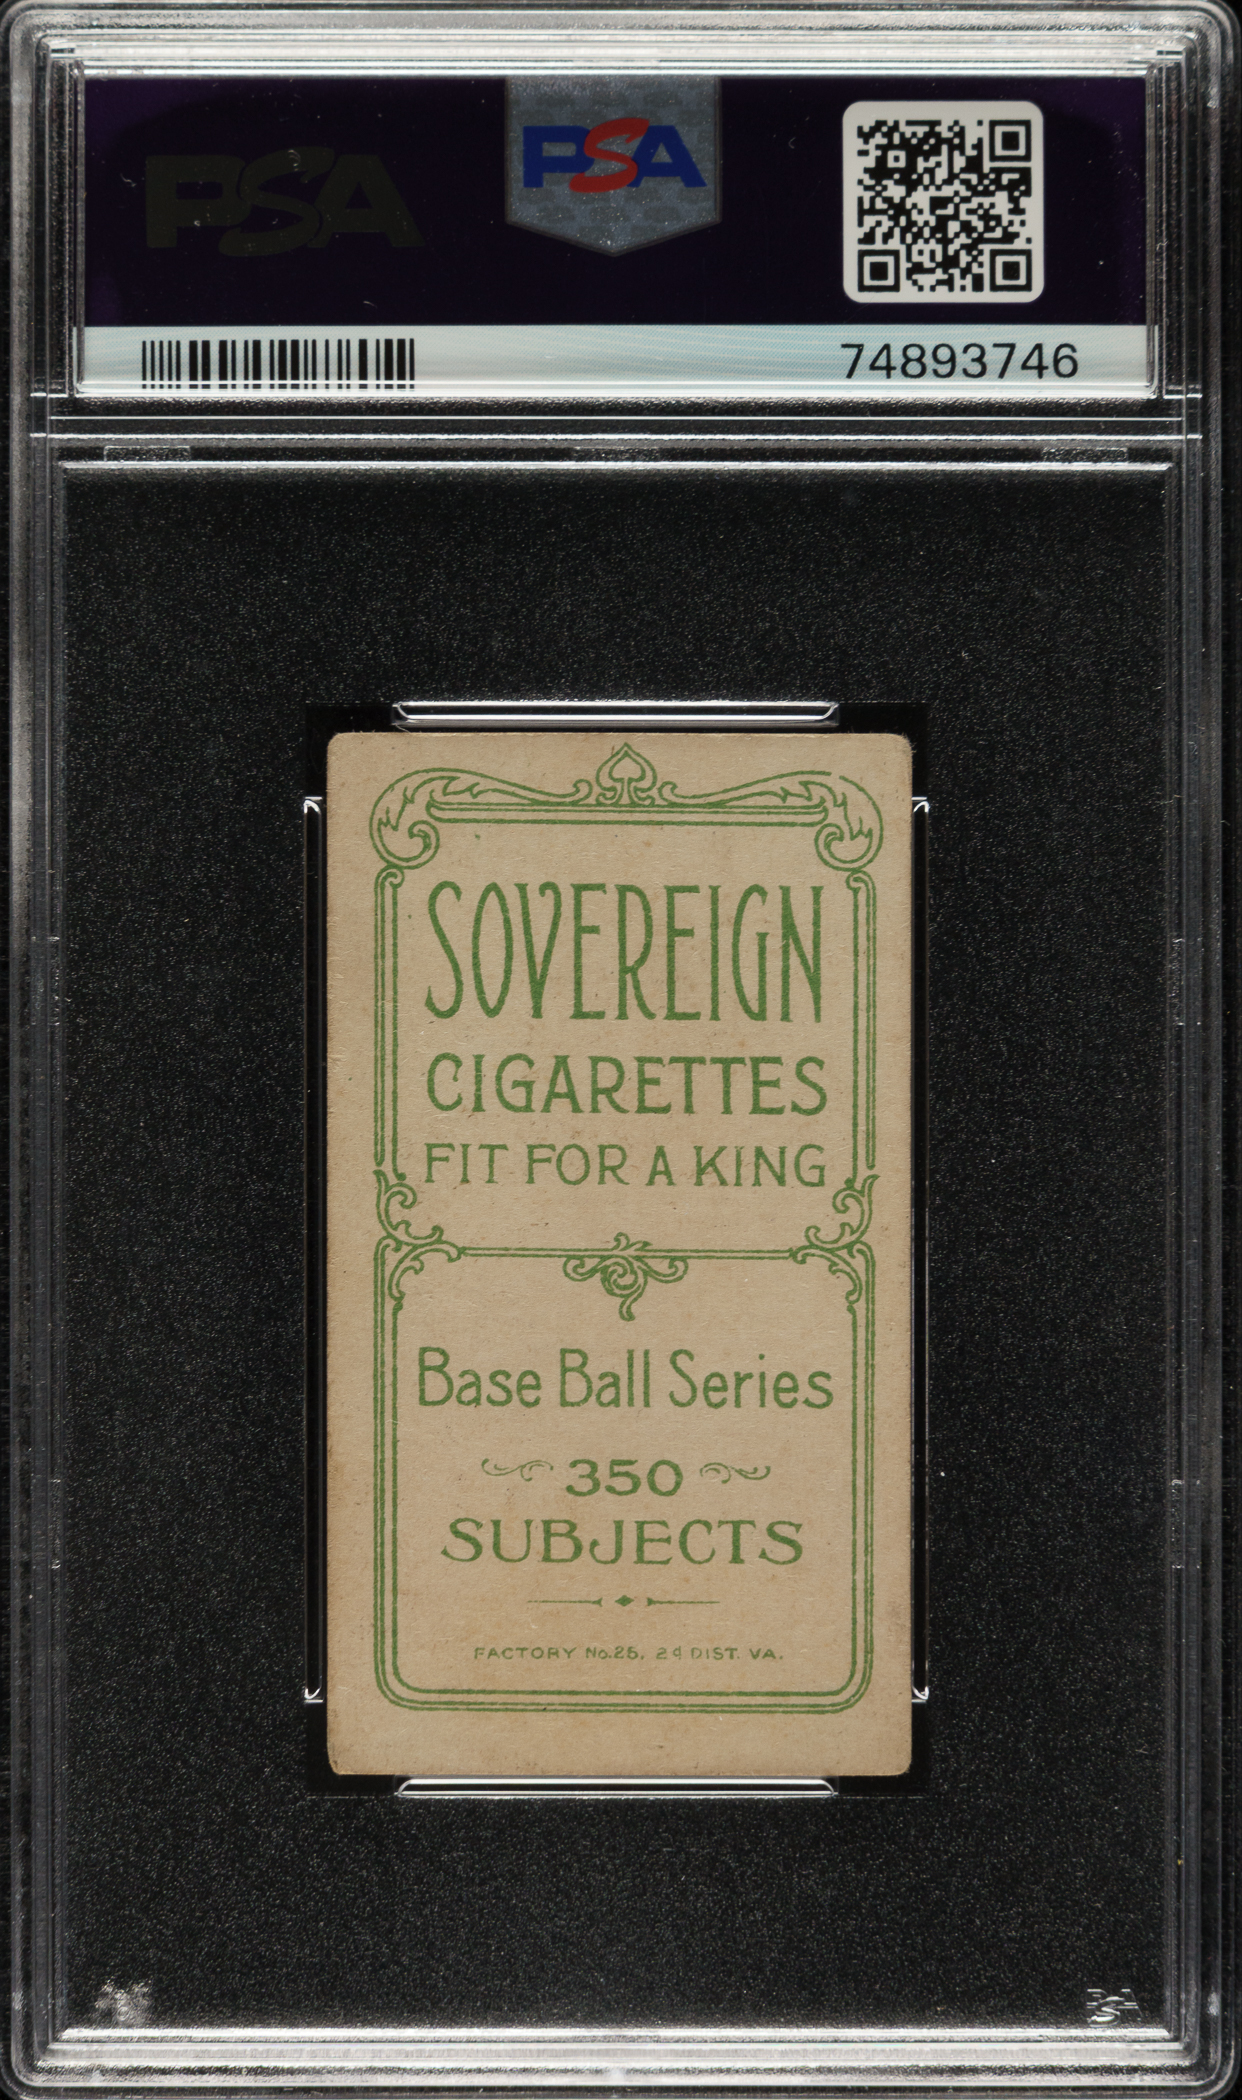 PSA
PSA
74893746
SOVEREIGN
CIGARETTES
FIT FOR A KING
Base Ball Series
350
SUBJECTS
FACTORY No.25, 2d DIST. VA.
PSA